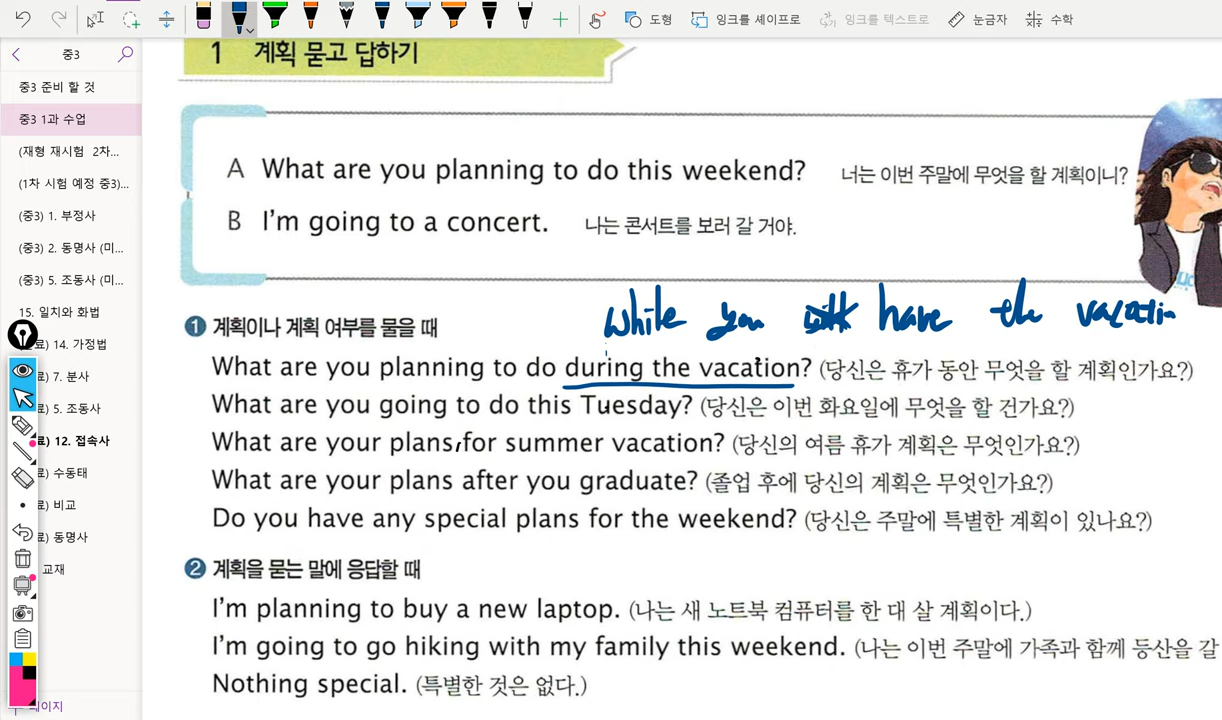 도형
잉크를 셰이프로
잉크를 텍스트로
눈금자
수학
중3
중3 준비 할 것
중3 1과 수업
(재형 재시험 2차...
(1차 시험 예정 중3)...
(중3) 1. 부정사
(중3) 2. 동명사 (미...
(중3) 5. 조동사 (미...
15. 일치와 화법
료) 14. 가정법
료) 7. 분사
료) 5. 조동사
료) 12. 접속사
료) 수동태
료) 비교
료) 동명사
교재
페이지
1 계획 묻고 답하기
A What are you planning to do this weekend? 너는 이번 주말에 무엇을 할 계획이니?
B I'm going to a concert. 나는 콘서트를 보러 갈 거야.
while you have the vacation
1 계획이나 계획 여부를 물을 때
What are you planning to do during the vacation? (당신은 휴가 동안 무엇을 할 계획인가요?)
What are you going to do this Tuesday? (당신은 이번 화요일에 무엇을 할 건가요?)
What are your plans for summer vacation? (당신의 여름 휴가 계획은 무엇인가요?)
What are your plans after you graduate? (졸업 후에 당신의 계획은 무엇인가요?)
Do you have any special plans for the weekend? (당신은 주말에 특별한 계획이 있나요?)
2 계획을 묻는 말에 응답할 때
I'm planning to buy a new laptop. (나는 새 노트북 컴퓨터를 한 대 살 계획이다.)
I'm going to go hiking with my family this weekend. (나는 이번 주말에 가족과 함께 등산을 갈
Nothing special. (특별한 것은 없다.)